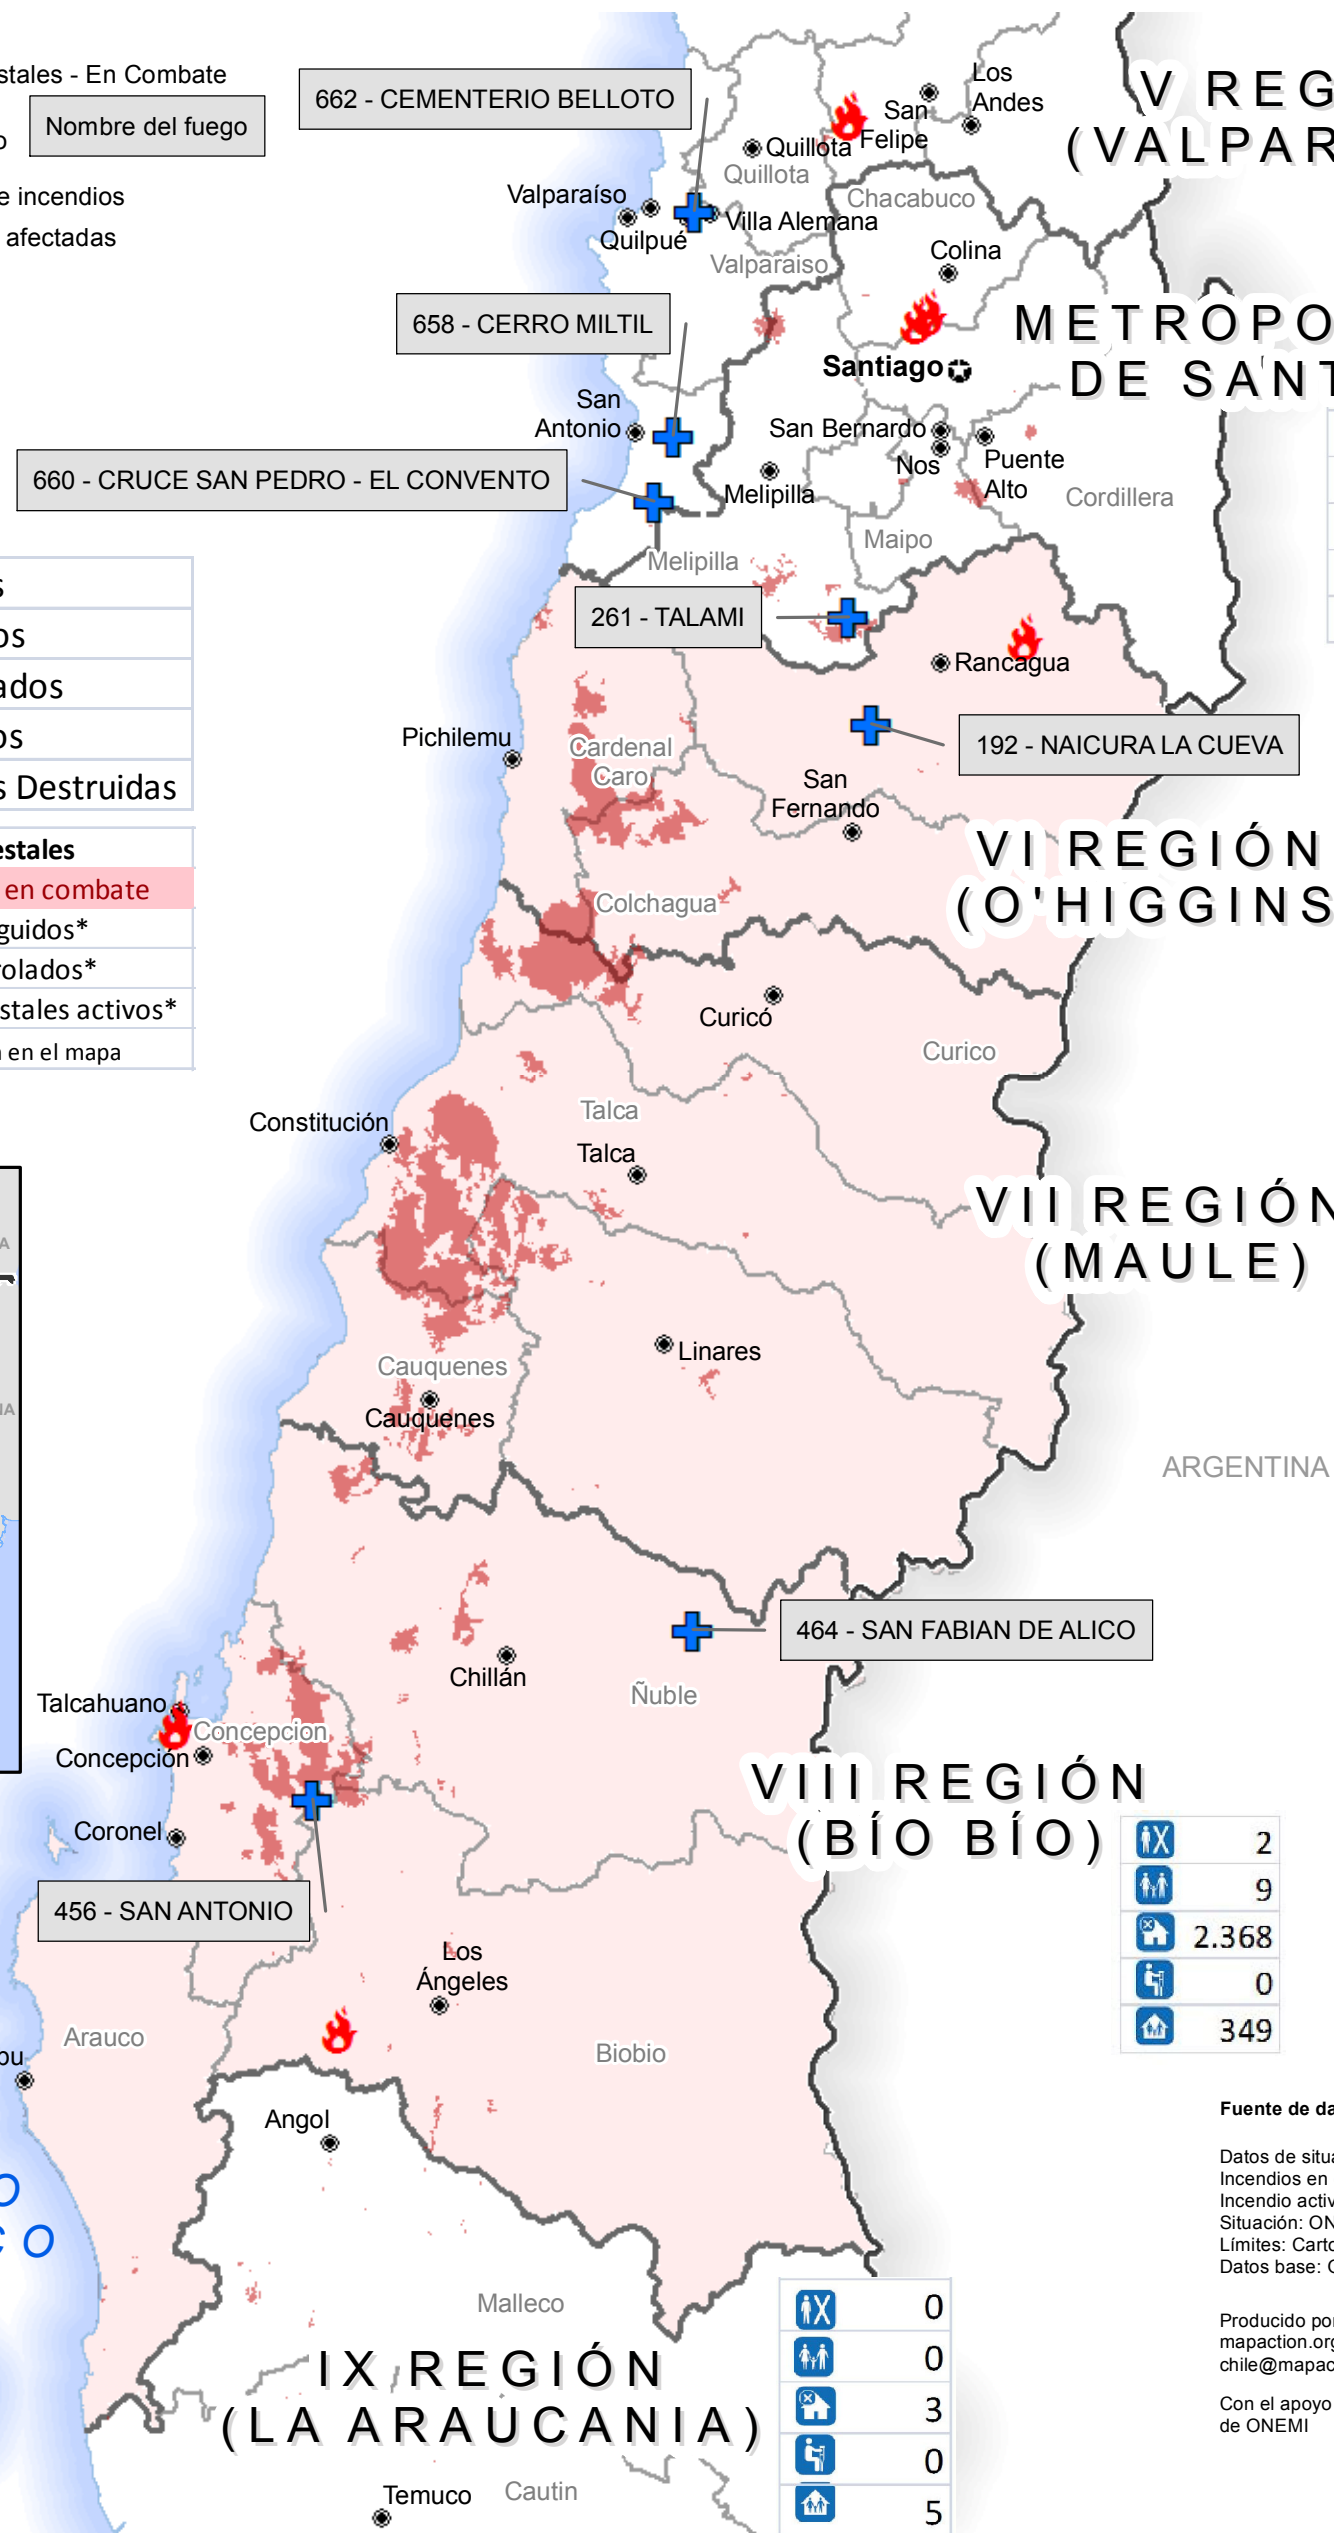 stales - En Combate
Nombre del fuego
e incendios
afectadas
662 - CEMENTERIO BELLOTO
Los
Andes
San
Felipe
Quillota
Quillota
V REG
(VALPAR
Valparaíso
Quilpué
Villa Alemana
Valparaiso
Chacabuco
Colina
658 - CERRO MILTIL
METROPO
DE SANT
Santiago
San
Antonio
San Bernardo
Nos
Puente
Alto
Melipilla
Cordillera
660 - CRUCE SAN PEDRO - EL CONVENTO
Maipo
Melipilla
261 - TALAMI
Rancagua
s
os
ados
os
s Destruidas
Pichilemu
Cardenal
Caro
192 - NAICURA LA CUEVA
San
Fernando
VI REGIÓN
(O'HIGGINS
estales
en combate
guidos*
rolados*
stales activos*
en el mapa
Colchagua
Curicó
Curico
Constitución
Talca
Talca
VII REGIÓN
(MAULE)
Linares
Cauquenes
Cauquenes
ARGENTINA
464 - SAN FABIAN DE ALICO
Chillán
Ñuble
Talcahuano
Concepcion
Concepción
Coronel
VIII REGIÓN
(BÍO BÍO)
2
9
2.368
0
349
456 - SAN ANTONIO
Los
Ángeles
Arauco
Biobio
bu
Angol
Fuente de da
Datos de situa
Incendios en
Incendio activ
Situación: ON
Límites: Carto
Datos base: O
O
CO
Malleco
Producido por
mapaction.org
chile@mapac
Con el apoyo
de ONEMI
IX REGIÓN
(LA ARAUCANIA)
0
0
3
0
5
Temuco
Cautin